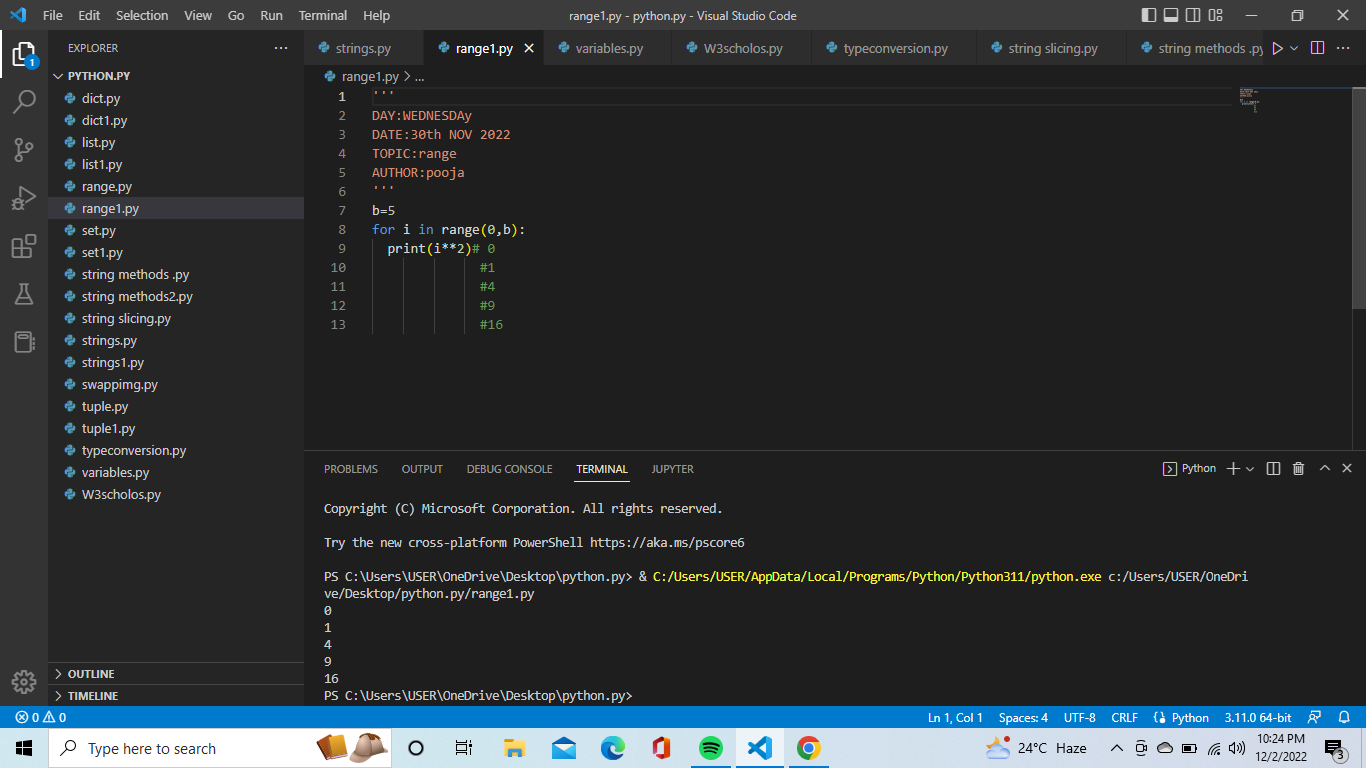 File Edit Selection View Go Run Terminal Help range1.py - python.py - Visual Studio Code
EXPLORER
1
PYTHON.PY
dict.py
dict1.py
list.py
list1.py
range.py
range1.py
set.py
set1.py
string methods .py
string methods2.py
string slicing.py
strings.py
strings1.py
swappimg.py
tuple.py
tuple1.py
typeconversion.py
variables.py
W3scholos.py
OUTLINE
TIMELINE
strings.py range1.py variables.py W3scholos.py typeconversion.py string slicing.py string methods .py
range1.py > ...
1 '''
2 DAY:WEDNESDAy
3 DATE:30th NOV 2022
4 TOPIC:range
5 AUTHOR:pooja
6 '''
7 b=5
8 for i in range(0,b):
9 print(i**2)# 0
10 #1
11 #4
12 #9
13 #16
PROBLEMS OUTPUT DEBUG CONSOLE TERMINAL JUPYTER Python
Copyright (C) Microsoft Corporation. All rights reserved.
Try the new cross-platform PowerShell https://aka.ms/pscore6
PS C:\Users\USER\OneDrive\Desktop\python.py> & C:/Users/USER/AppData/Local/Programs/Python/Python311/python.exe c:/Users/USER/OneDri
ve/Desktop/python.py/range1.py
0
1
4
9
16
PS C:\Users\USER\OneDrive\Desktop\python.py>
0 0 Ln 1, Col 1 Spaces: 4 UTF-8 CRLF Python 3.11.0 64-bit
Type here to search 24°C Haze 10:24 PM
12/2/2022 3